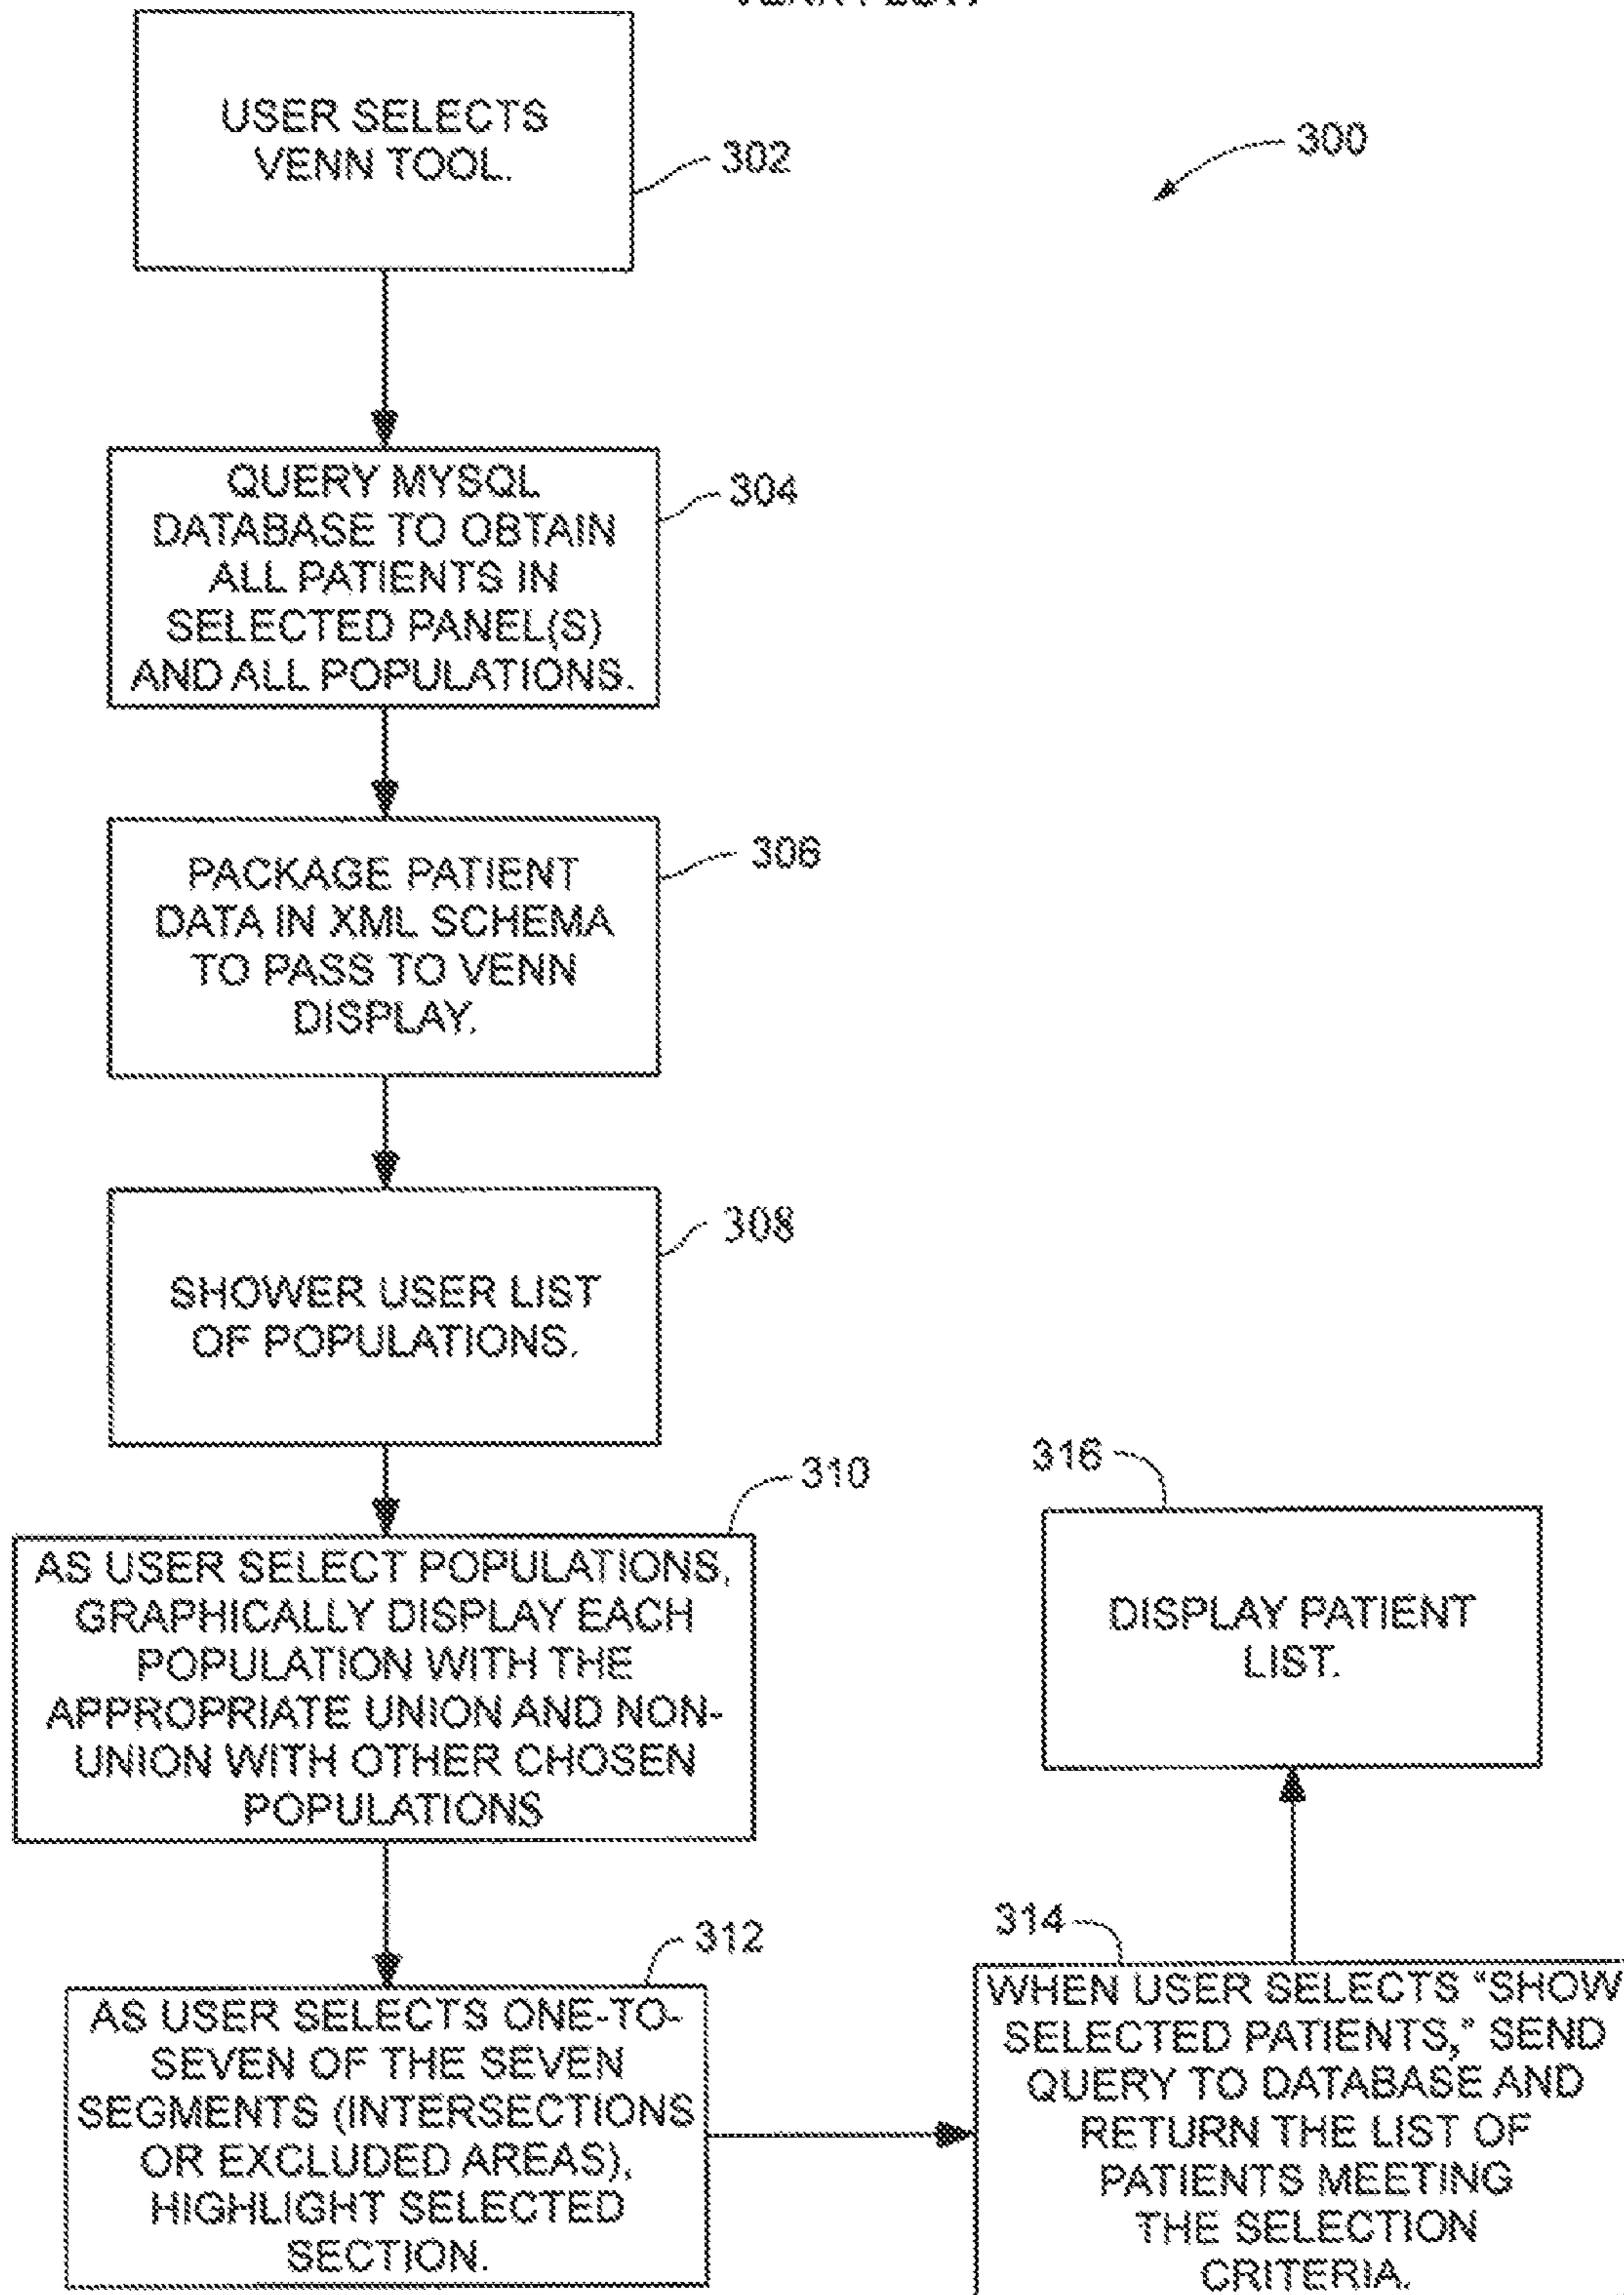 USER SELECTS
VENN TOOL.
302
300
QUERY MYSQL
DATABASE TO OBTAIN
ALL PATIENTS IN
SELECTED PANEL(S)
AND ALL POPULATIONS.
304
PACKAGE PATIENT
DATA IN XML SCHEMA
TO PASS TO VENN
DISPLAY.
306
SHOWER USER LIST
OF POPULATIONS.
308
AS USER SELECT POPULATIONS,
GRAPHICALLY DISPLAY EACH
POPULATION WITH THE
APPROPRIATE UNION AND NON-
UNION WITH OTHER CHOSEN
POPULATIONS
310
AS USER SELECTS ONE-TO-
SEVEN OF THE SEVEN
SEGMENTS (INTERSECTIONS
OR EXCLUDED AREAS),
HIGHLIGHT SELECTED
SECTION.
312
314
WHEN USER SELECTS "SHOW
SELECTED PATIENTS," SEND
QUERY TO DATABASE AND
RETURN THE LIST OF
PATIENTS MEETING
THE SELECTION
CRITERIA.
316
DISPLAY PATIENT
LIST.